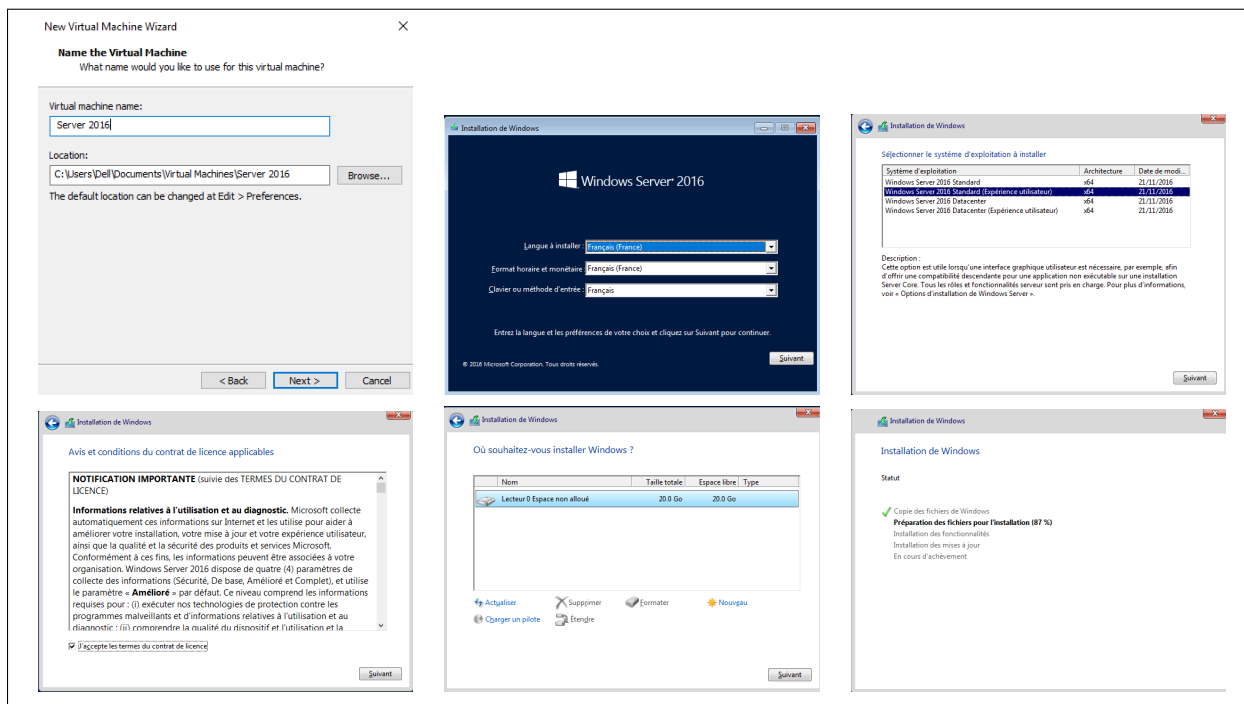 New Virtual Machine Wizard
Name the Virtual Machine
What name would you like to use for this virtual machine?
Virtual machine name:
Server 2016
Location:
C:\Users\Dell\Documents\Virtual Machines\Server 2016
Browse...
The default location can be changed at Edit > Preferences.
< Back
Next >
Cancel
Installation de Windows
Windows Server® 2016
Langue à installer : Français (France)
Format horaire et monétaire : Français (France)
Clavier ou méthode d'entrée : Français
Entrez la langue et les préférences de votre choix et cliquez sur Suivant pour continuer.
© 2016 Microsoft Corporation. Tous droits réservés.
Suivant
Installation de Windows
Sélectionner le système d'exploitation à installer
Système d'exploitation Architecture Date de modi...
Windows Server 2016 Standard x64 21/11/2016
Windows Server 2016 Standard (Expérience utilisateur) x64 21/11/2016
Windows Server 2016 Datacenter x64 21/11/2016
Windows Server 2016 Datacenter (Expérience utilisateur) x64 21/11/2016
Description :
Cette option est utile lorsqu'une interface graphique utilisateur est nécessaire, par exemple, afin
d'offrir une compatibilité descendante pour une application non exécutable sur une installation
Server Core. Tous les rôles et fonctionnalités serveur sont pris en charge. Pour plus d'informations,
voir « Options d'installation de Windows Server ».
Suivant
Installation de Windows
Avis et conditions du contrat de licence applicables
NOTIFICATION IMPORTANTE (suivie des TERMES DU CONTRAT DE
LICENCE)
Informations relatives à l'utilisation et au diagnostic. Microsoft collecte
automatiquement ces informations sur Internet et les utilise pour aider à
améliorer votre installation, votre mise à jour et votre expérience utilisateur,
ainsi que la qualité et la sécurité des produits et services Microsoft.
Conformément à ces fins, les informations peuvent être associées à votre
organisation. Windows Server 2016 dispose de quatre (4) paramètres de
collecte des informations (Sécurité, De base, Amélioré et Complet), et utilise
le paramètre « Amélioré » par défaut. Ce niveau comprend les informations
requises pour : (i) exécuter nos technologies de protection contre les
programmes malveillants et d'informations relatives à l'utilisation et au
diagnostic ; (ii) comprendre la qualité du dispositif et l'utilisation et la
J'accepte les termes du contrat de licence
Suivant
Installation de Windows
Où souhaitez-vous installer Windows ?
Nom Taille totale Espace libre Type
Lecteur 0 Espace non alloué 20.0 Go 20.0 Go
Actualiser Supprimer Formater Nouveau
Charger un pilote Étendre
Suivant
Installation de Windows
Installation de Windows
Statut
Copie des fichiers de Windows
Préparation des fichiers pour l'installation (87 %)
Installation des fonctionnalités
Installation des mises à jour
En cours d'achèvement